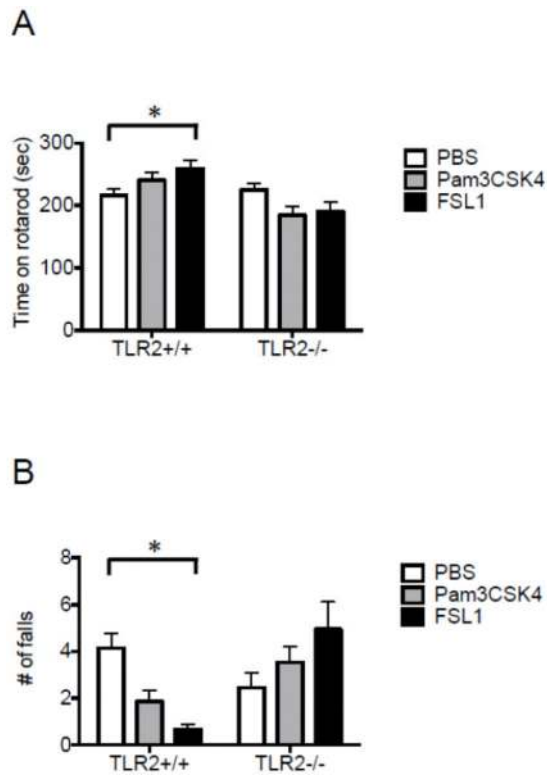 A
*
Time on rotarod (sec)
300
200
100
0
TLR2+/+
TLR2-/-
PBS
Pam3CSK4
FSL1
B
*
# of falls
8
6
4
2
0
TLR2+/+
TLR2-/-
PBS
Pam3CSK4
FSL1